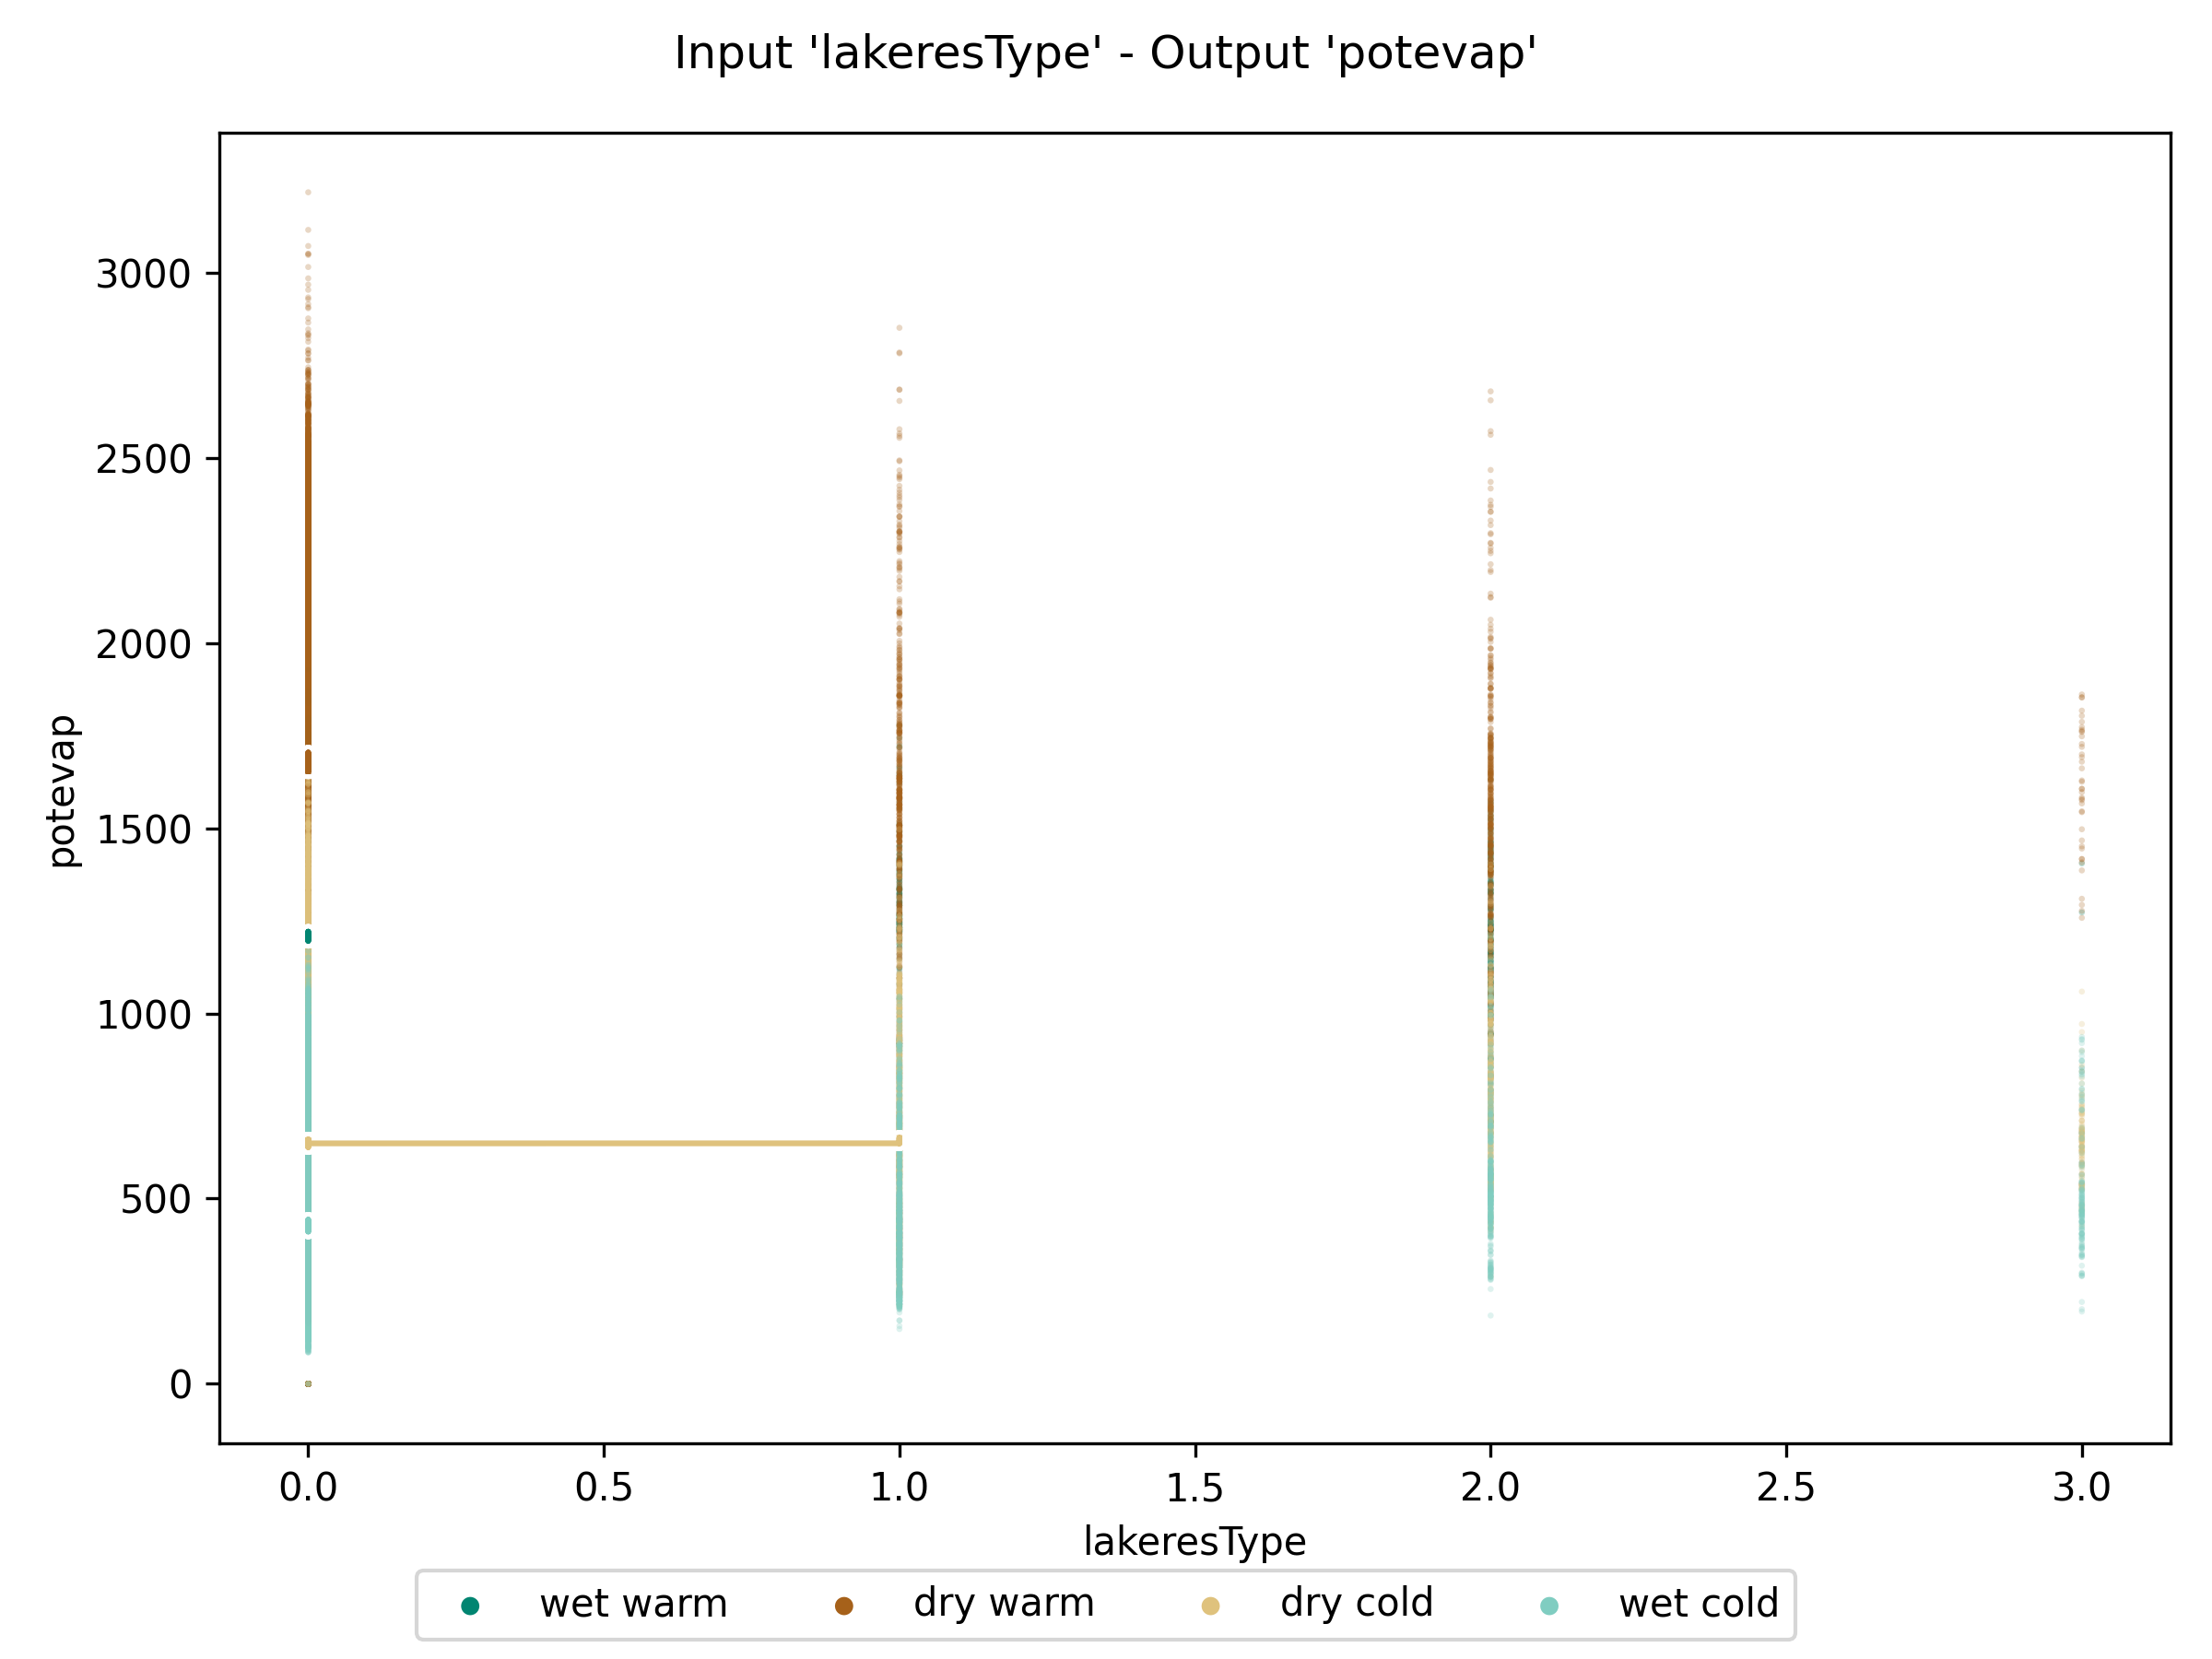 Input 'lakeresType' - Output 'potevap'
3000
2500
2000
1500
1000
500
0
potevap
0.0 0.5 1.0 1.5 2.0 2.5 3.0
lakeresType
wet warm dry warm dry cold wet cold